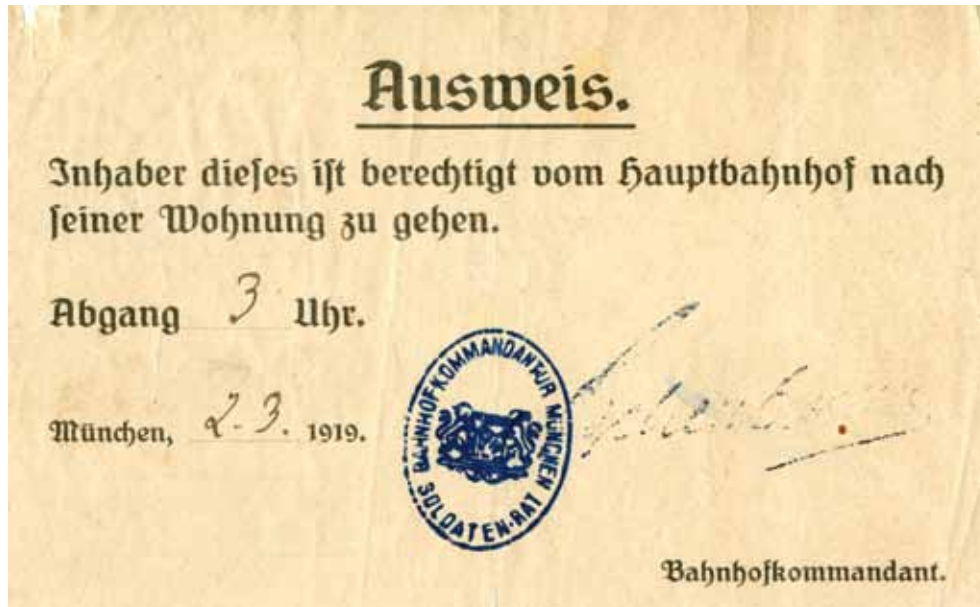 Ausweis.
Inhaber dieſes iſt berechtigt vom Hauptbahnhof nach
ſeiner Wohnung zu gehen.
Abgang 3 Uhr.
München, 2.3. 1919.
BAHNHOFKOMMANDANTUR MÜNCHEN
SOLDATEN-RAT
Bahnhofkommandant.